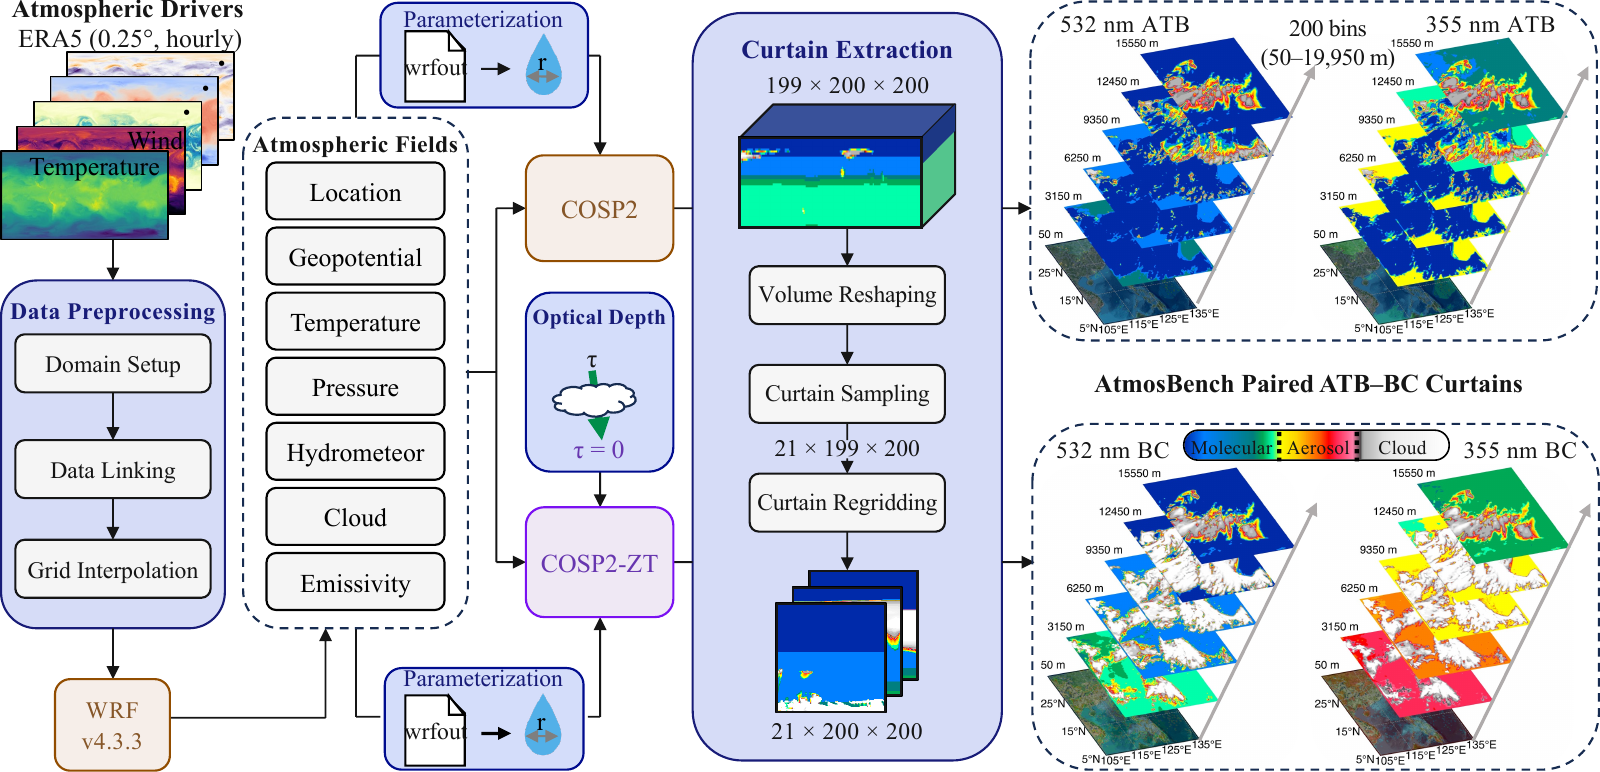 Atmospheric Drivers
ERA5 (0.25°, hourly)
Wind
Temperature
Data Preprocessing
Domain Setup
Data Linking
Grid Interpolation
WRF
v4.3.3
Atmospheric Fields
Location
Geopotential
Temperature
Pressure
Hydrometeor
Cloud
Emissivity
Parameterization
wrfout
r
COSP2
Optical Depth
τ
τ = 0
COSP2-ZT
Parameterization
wrfout
r
Curtain Extraction
199 × 200 × 200
Volume Reshaping
Curtain Sampling
21 × 199 × 200
Curtain Regridding
21 × 200 × 200
532 nm ATB
200 bins
(50–19,950 m)
355 nm ATB
15550 m
12450 m
9350 m
6250 m
3150 m
50 m
25°N
15°N
5°N
105°E
115°E
125°E
135°E
15550 m
12450 m
9350 m
6250 m
3150 m
50 m
25°N
15°N
5°N
105°E
115°E
125°E
135°E
AtmosBench Paired ATB–BC Curtains
532 nm BC
Molecular
Aerosol
Cloud
355 nm BC
15550 m
12450 m
9350 m
6250 m
3150 m
50 m
25°N
15°N
5°N
105°E
115°E
125°E
135°E
15550 m
12450 m
9350 m
6250 m
3150 m
50 m
25°N
15°N
5°N
105°E
115°E
125°E
135°E